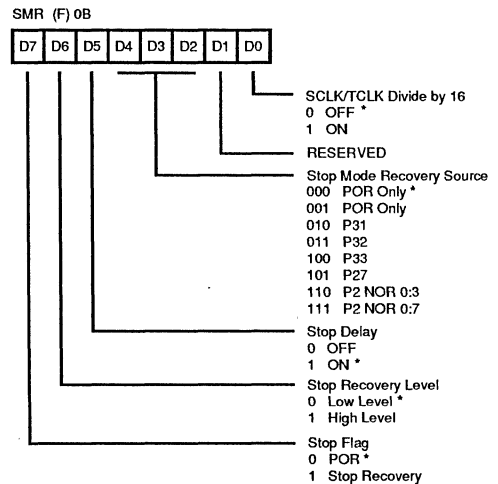 SMR (F) 0B
D7 D6 D5 D4 D3 D2 D1 D0
SCLK/TCLK Divide by 16
0 OFF *
1 ON
RESERVED
Stop Mode Recovery Source
000 POR Only *
001 POR Only
010 P31
011 P32
100 P33
101 P27
110 P2 NOR 0:3
111 P2 NOR 0:7
Stop Delay
0 OFF
1 ON *
Stop Recovery Level
0 Low Level *
1 High Level
Stop Flag
0 POR *
1 Stop Recovery